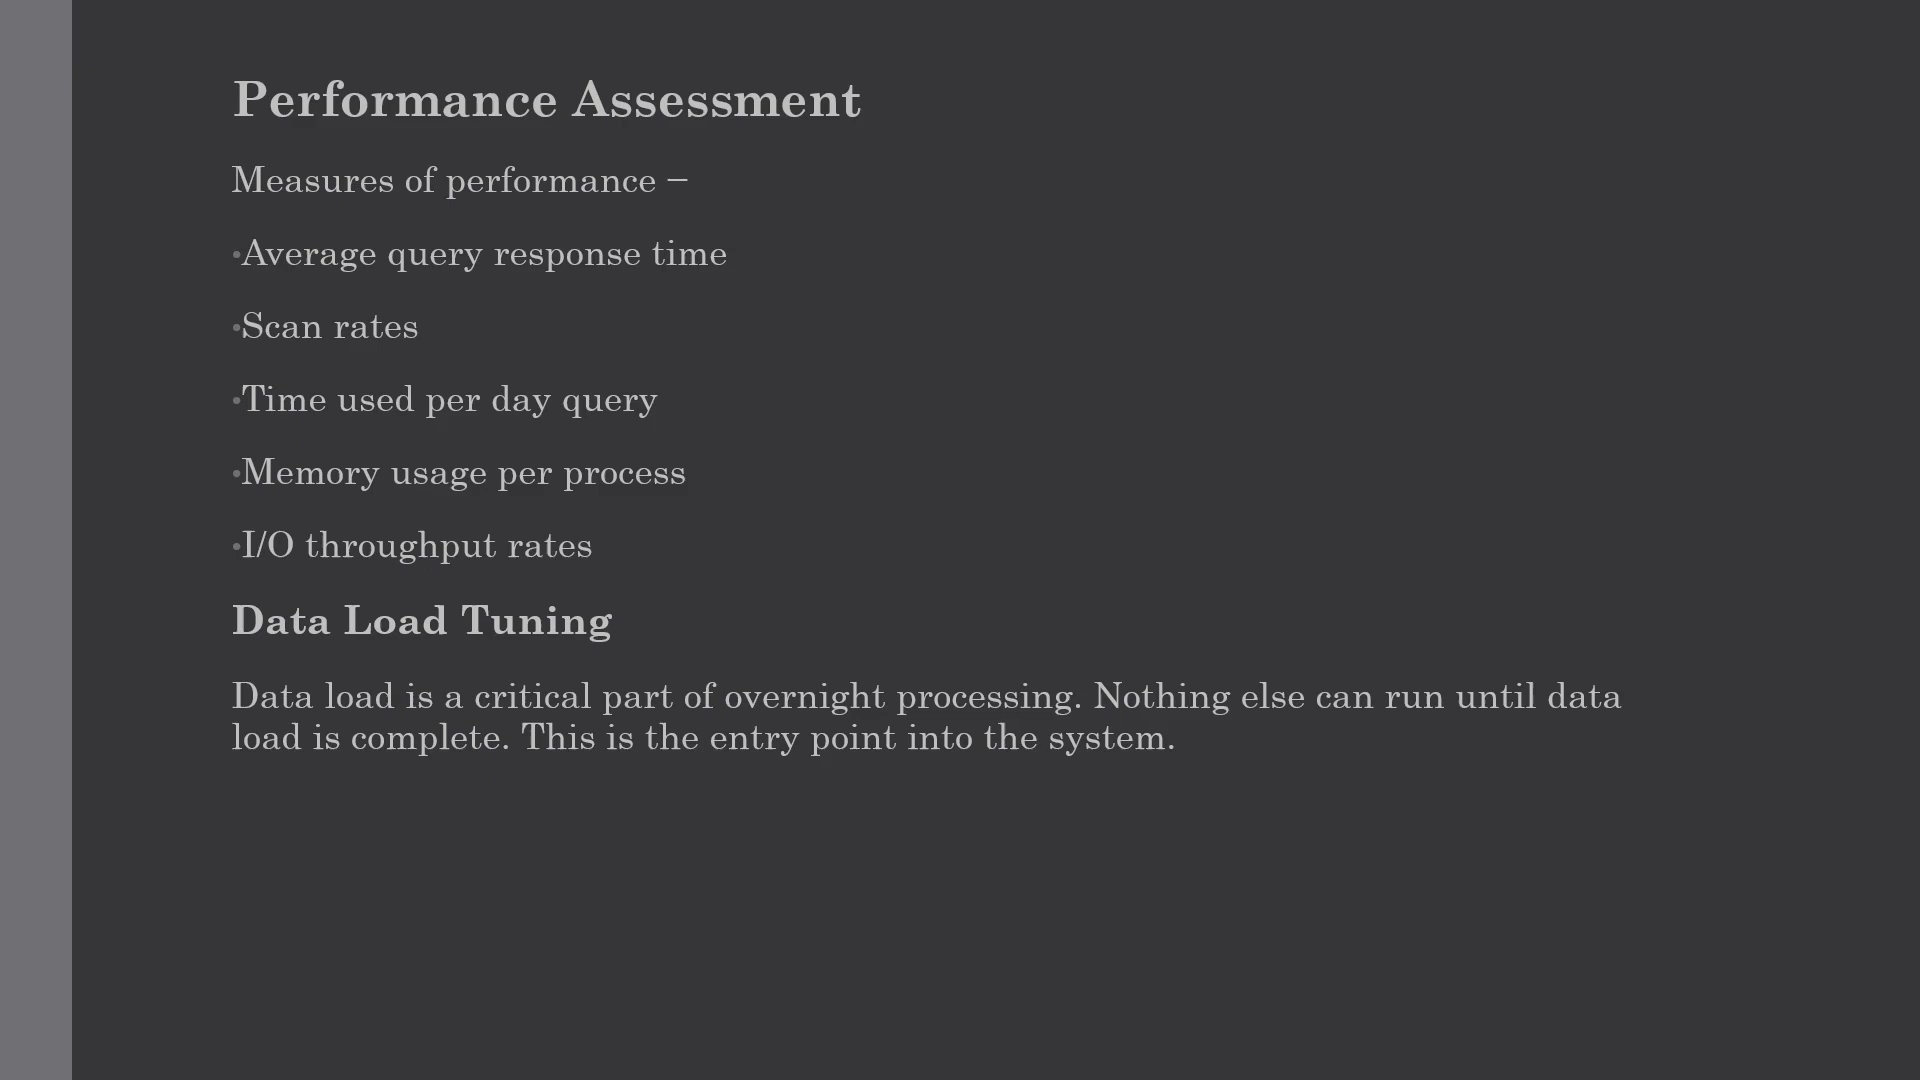 Performance Assessment
Measures of performance −
•Average query response time
•Scan rates
•Time used per day query
•Memory usage per process
•I/O throughput rates
Data Load Tuning
Data load is a critical part of overnight processing. Nothing else can run until data
load is complete. This is the entry point into the system.